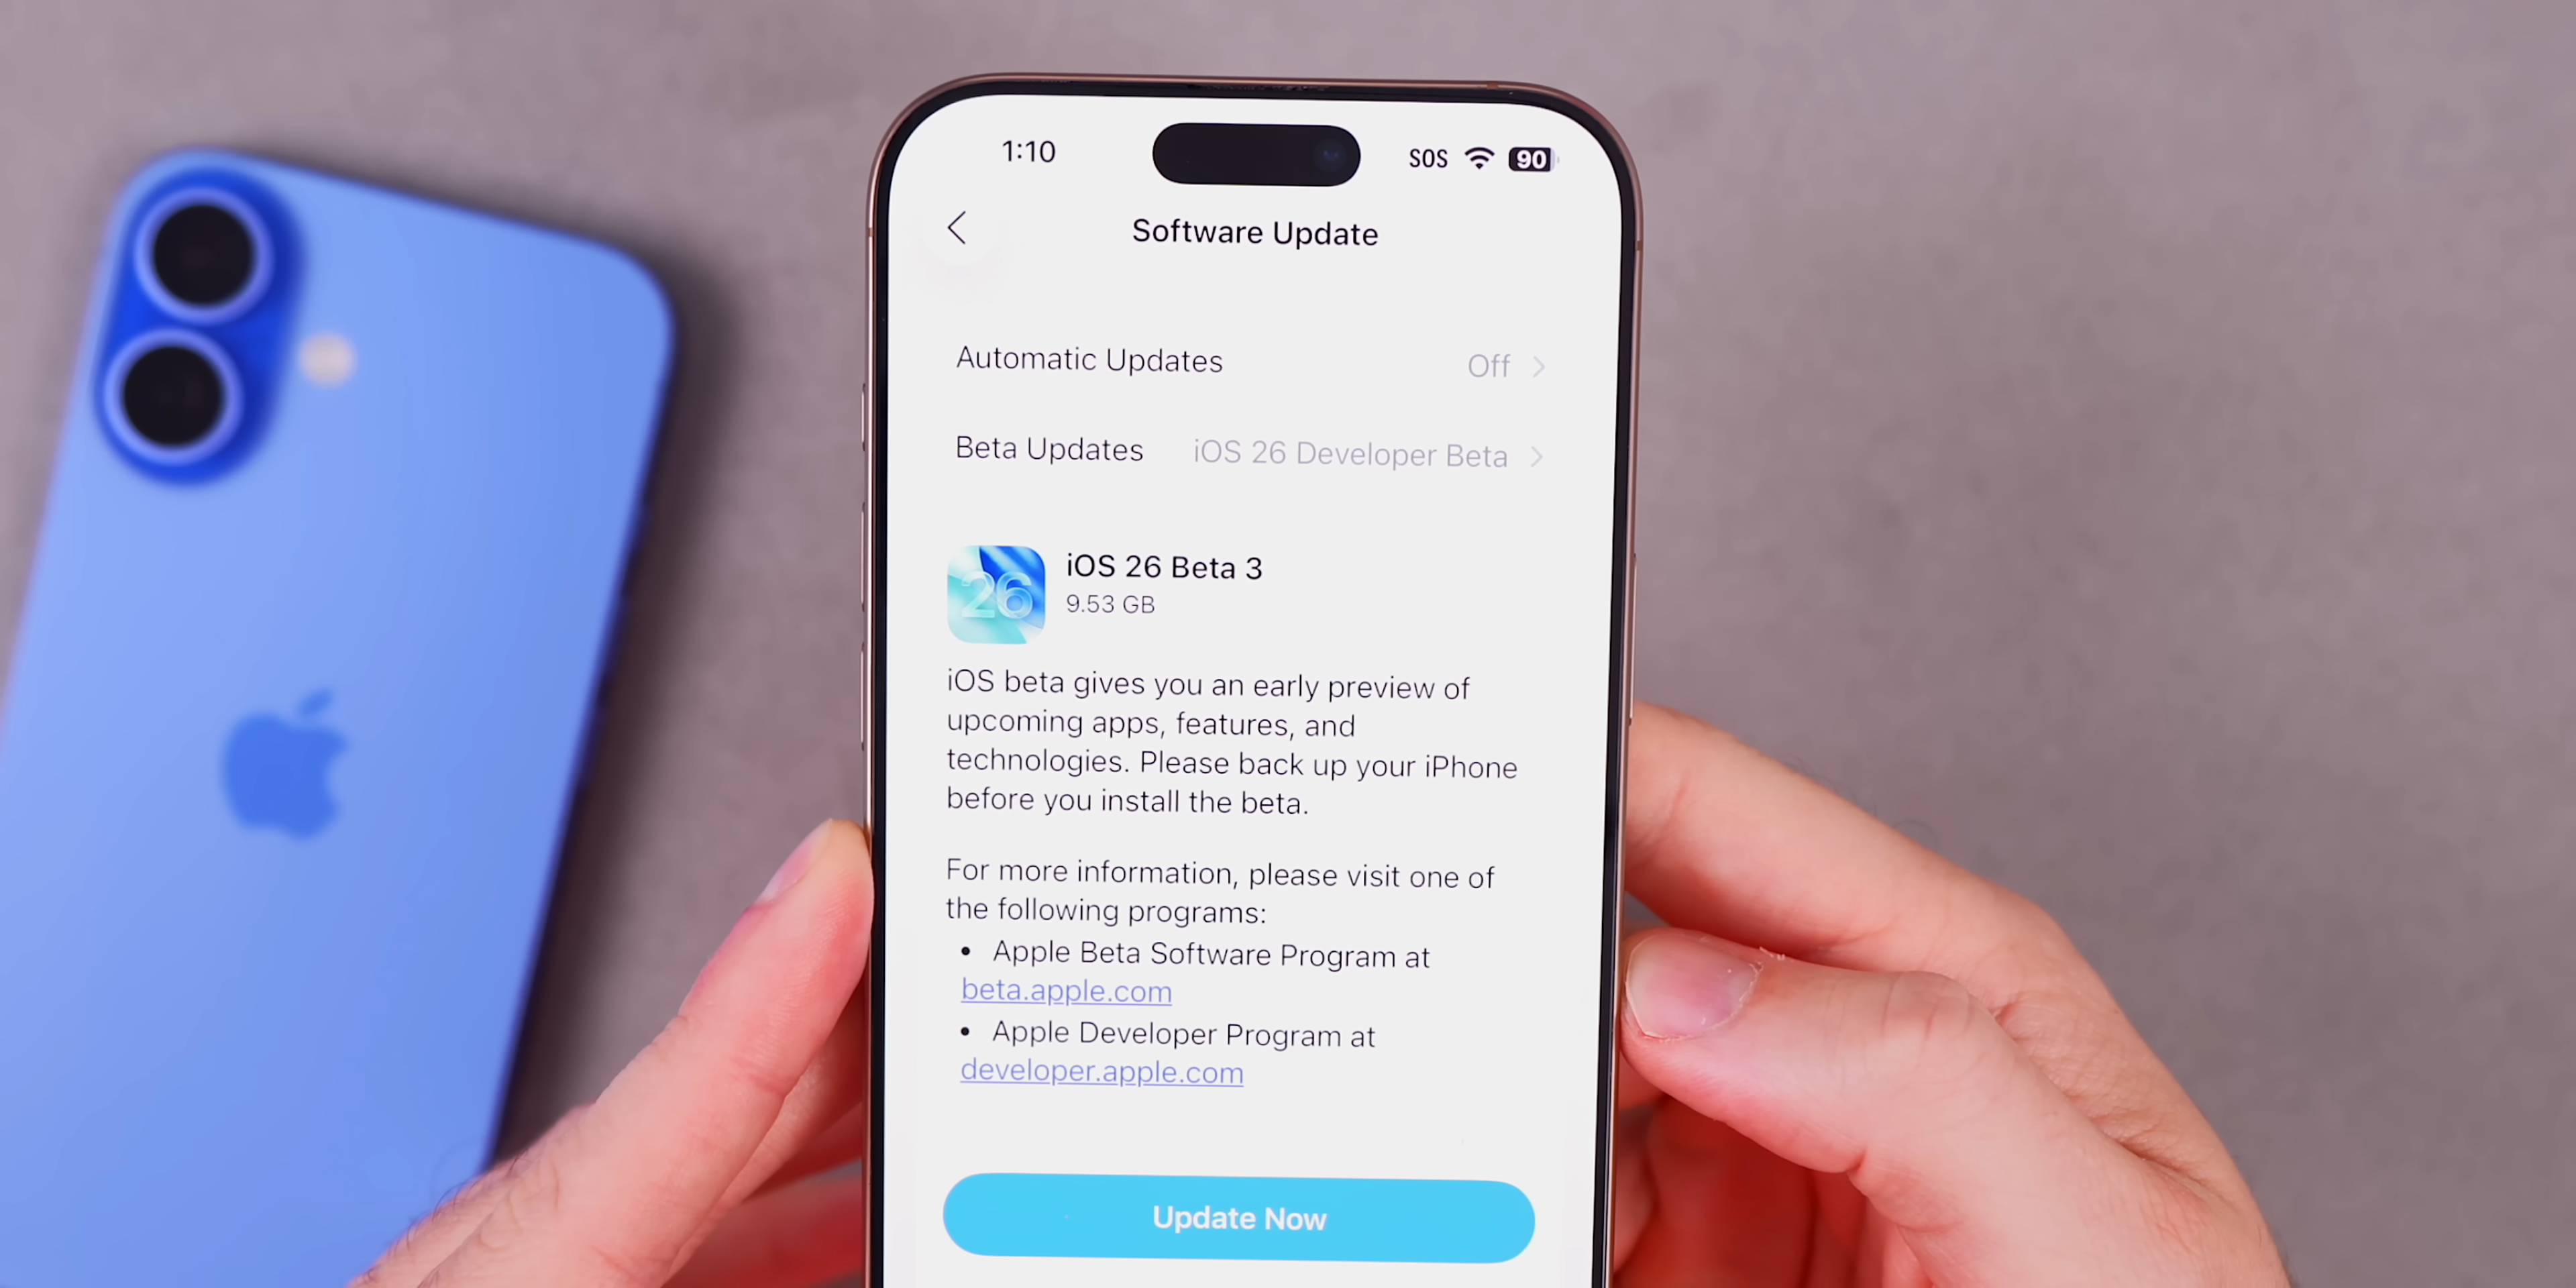 1:10 SOS 90
Software Update
Automatic Updates Off
Beta Updates iOS 26 Developer Beta
26
iOS 26 Beta 3
9.53 GB
iOS beta gives you an early preview of
upcoming apps, features, and
technologies. Please back up your iPhone
before you install the beta.
For more information, please visit one of
the following programs:
• Apple Beta Software Program at
beta.apple.com
• Apple Developer Program at
developer.apple.com
Update Now